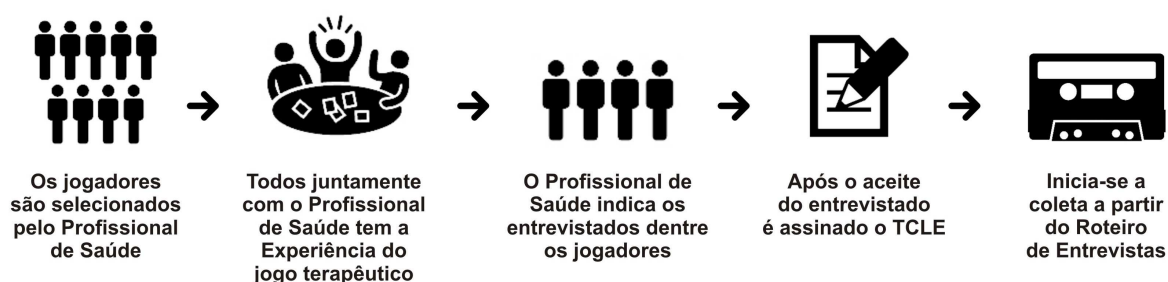 Os jogadores
são selecionados
pelo Profissional
de Saúde
Todos juntamente
com o Profissional
de Saúde tem a
Experiência do
jogo terapêutico
O Profissional de
Saúde indica os
entrevistados dentre
os jogadores
Após o aceite
do entrevistado
é assinado o TCLE
Inicia-se a
coleta a partir
do Roteiro
de Entrevistas